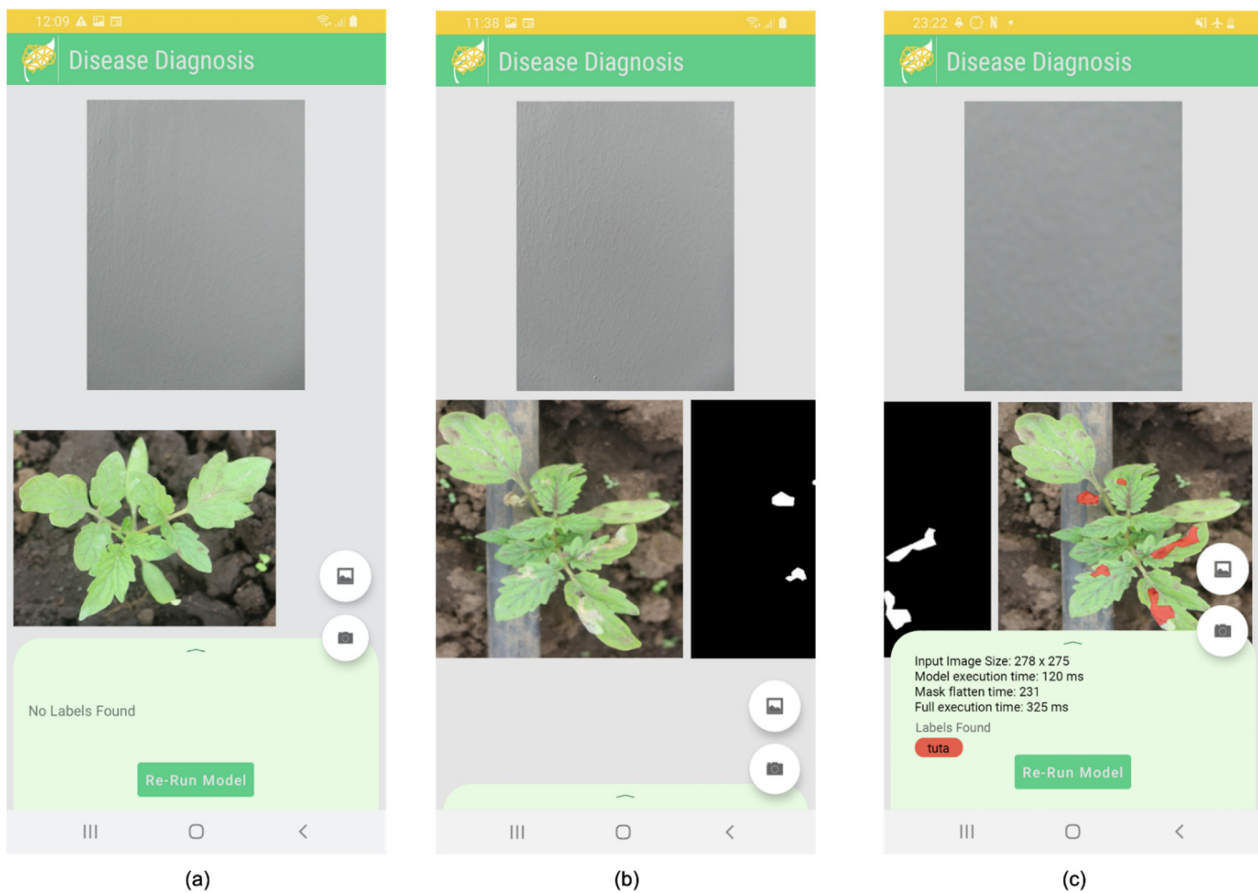 12:09
Disease Diagnosis
No Labels Found
Re-Run Model
(a)
11:38
Disease Diagnosis
(b)
23:22
Disease Diagnosis
Input Image Size: 278 x 275
Model execution time: 120 ms
Mask flatten time: 231
Full execution time: 325 ms
Labels Found
tuta
Re-Run Model
(c)